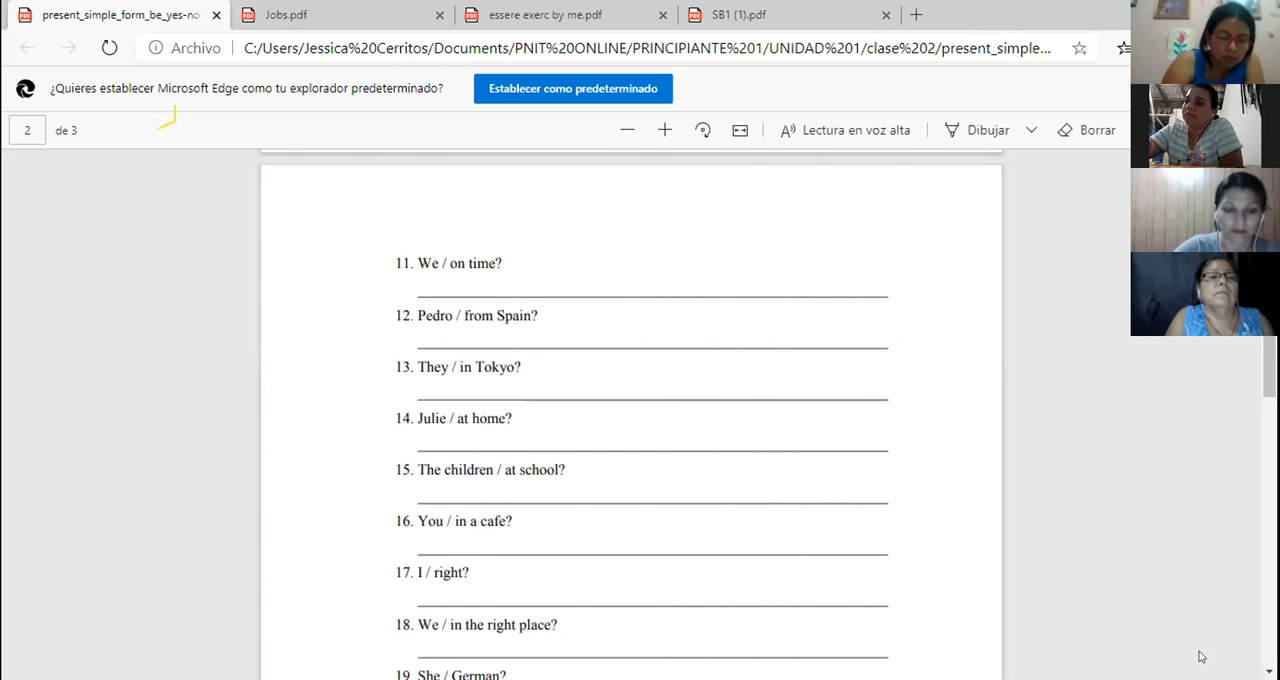 present_simple_form_be_yes-no-
Jobs.pdf
essere exerc by me.pdf
SB1 (1).pdf
Archivo
C:/Users/Jessica%20Cerritos/Documents/PNIT%20ONLINE/PRINCIPIANTE%201/UNIDAD%201/clase%202/present_simple...
¿Quieres establecer Microsoft Edge como tu explorador predeterminado?
Establecer como predeterminado
2 de 3
Lectura en voz alta
Dibujar
Borrar
11. We / on time?
12. Pedro / from Spain?
13. They / in Tokyo?
14. Julie / at home?
15. The children / at school?
16. You / in a cafe?
17. I / right?
18. We / in the right place?
19. She / German?